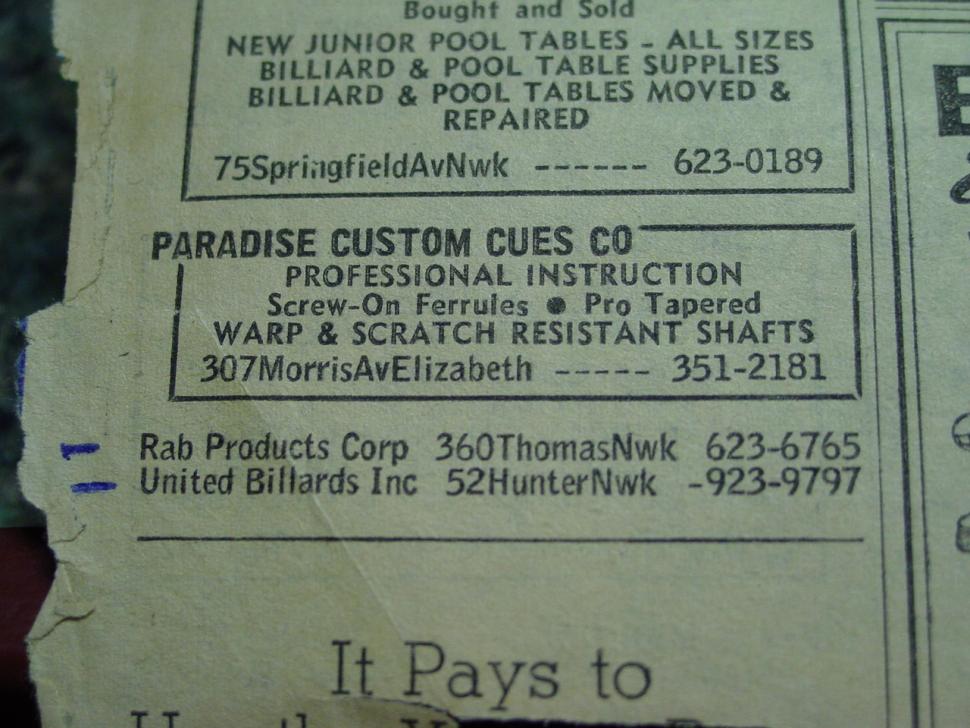 Bought and Sold
NEW JUNIOR POOL TABLES - ALL SIZES
BILLIARD & POOL TABLE SUPPLIES
BILLIARD & POOL TABLES MOVED &
REPAIRED
75SpringfieldAvNwk ------ 623-0189
PARADISE CUSTOM CUES CO
PROFESSIONAL INSTRUCTION
Screw-On Ferrules ● Pro Tapered
WARP & SCRATCH RESISTANT SHAFTS
307MorrisAvElizabeth ----- 351-2181
Rab Products Corp 360ThomasNwk 623-6765
United Billards Inc 52HunterNwk -923-9797
It Pays to